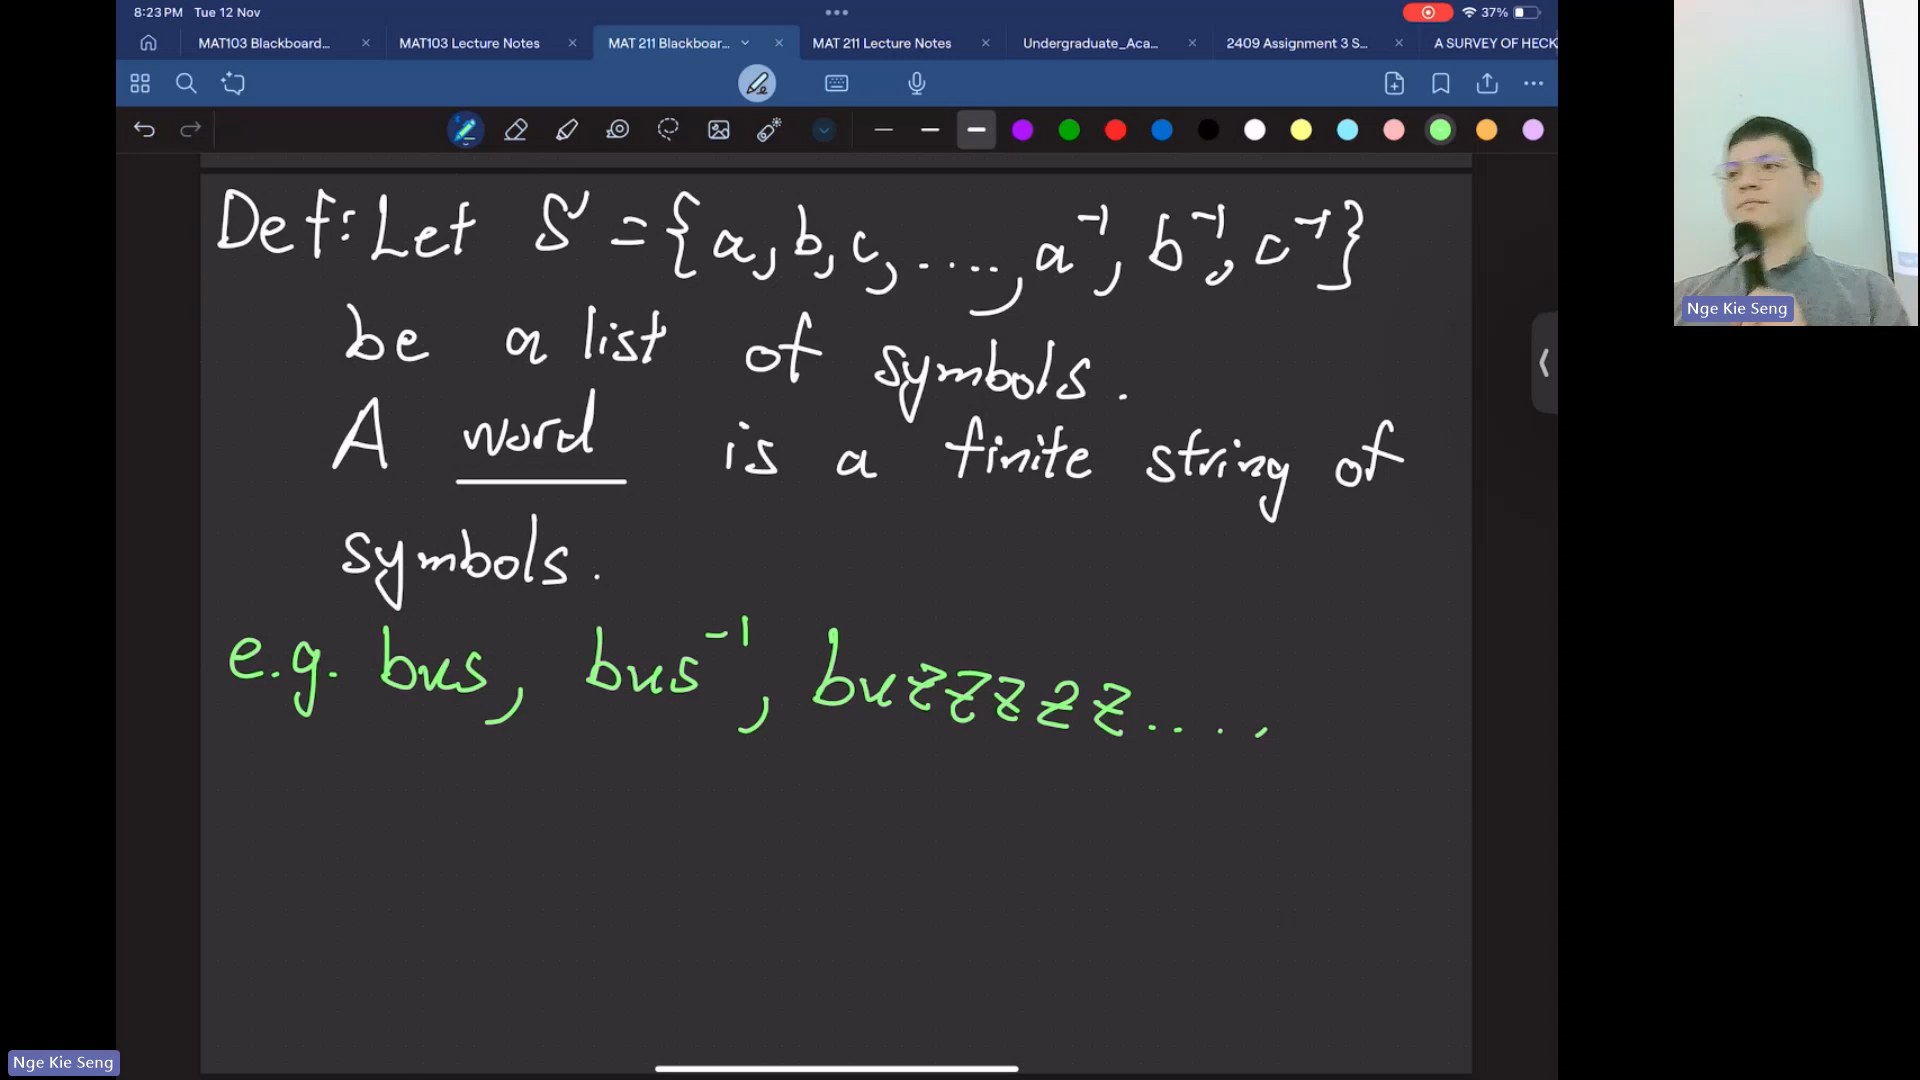 8:23 PM Tue 12 Nov
37%
MAT103 Blackboard...
MAT103 Lecture Notes
MAT 211 Blackboar...
MAT 211 Lecture Notes
Undergraduate_Aca...
2409 Assignment 3 S...
A SURVEY OF HECK
Def: Let S' = {a, b, c, ...., a⁻¹, b⁻¹, c⁻¹}
be a list of symbols.
A word is a finite string of
symbols.
e.g. bus, bus⁻¹, buzzzzz....,
Nge Kie Seng
Nge Kie Seng